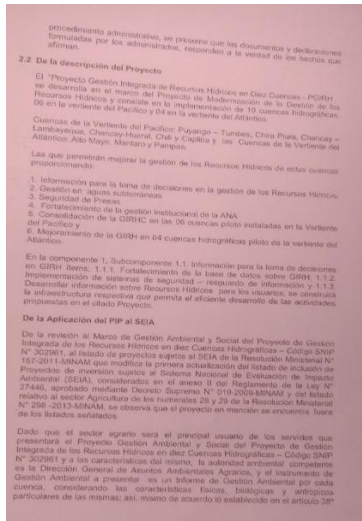 procedimiento administrativo, se presume que los documentos y declaraciones
formuladas por los administrados, responden a la verdad de los hechos que
afirman.
2.2 De la descripción del Proyecto
El "Proyecto Gestión Integrada de Recursos Hídricos en Diez Cuencas - PGIRH
se desarrolla en el marco del Proyecto de Modernización de la Gestión de los
Recursos Hídricos y consiste en la implementación de 10 cuencas hidrográficas,
06 en la vertiente del Pacífico y 04 en la vertiente del Atlántico.
Cuencas de la Vertiente del Pacífico: Puyango – Tumbes, Chira Piura, Chancay –
Lambayeque, Chancay-Huaral, Chili y Caplina y las Cuencas de la Vertiente del
Atlántico: Alto Mayo, Mantaro y Pampas.
Las que permitirán mejorar la gestión de los Recursos Hídricos de estas cuencas
proporcionando:
1. Información para la toma de decisiones en la gestión de los Recursos Hídricos
2. Gestión en aguas subterráneas
3. Seguridad de Presas
4. Fortalecimiento de la gestión institucional de la ANA
5. Consolidación de la GIRHC en las 06 cuencas piloto instaladas en la Vertiente
del Pacífico y
6. Mejoramiento de la GIRH en 04 cuencas hidrográficas piloto de la vertiente del
Atlántico.
En la componente 1, Subcomponente 1.1. Información para la toma de decisiones
en GIRH Items: 1.1.1. Fortalecimiento de la base de datos sobre GIRH, 1.1.2.
Implementación de sistemas de seguridad – respuesto de información y 1.1.3.
Desarrollar información sobre Recursos Hídricos para los usuarios, se construirá
la infraestructura respectiva que permita el eficiente desarrollo de las actividades
propuestas en el citado Proyecto.
De la Aplicación del PIP al SEIA
De la revisión al Marco de Gestión Ambiental y Social del Proyecto de Gestión
Integrada de los Recursos Hídricos en diez Cuencas Hidrográficas – Código SNIP
N° 302961, al listado de proyectos sujetos al SEIA de la Resolución Ministerial N°
157-2011-MINAM que modifica la primera actualización del listado de inclusión de
Proyectos de inversión sujetos al Sistema Nacional de Evaluación de Impacto
Ambiental (SEIA), considerados en el anexo II del Reglamento de la Ley N°
27446, aprobado mediante Decreto Supremo N° 019-2009-MINAM y del listado
relativo al sector Agricultura de los numerales 28 y 29 de la Resolución Ministerial
N° 298 -2013-MINAM, se observa que el proyecto en mención se encuentra fuera
de los listados señalados.
Dado que el sector agrario será el principal usuario de los servicios que
presentará el Proyecto Gestión Ambiental y Social del Proyecto de Gestión
Integrada de los Recursos Hídricos en diez Cuencas Hidrográficas – Código SNIP
N° 302961 y a las características del mismo, la autoridad ambiental competente
es la Dirección General de Asuntos Ambientales Agrarios, y el instrumento de
Gestión Ambiental a presentar es un Informe de Gestión Ambiental por cada
cuenca, considerando las características físicas, biológicas y antrópicos
particulares de las mismas; así, mismo de acuerdo lo establecido en el artículo 38°